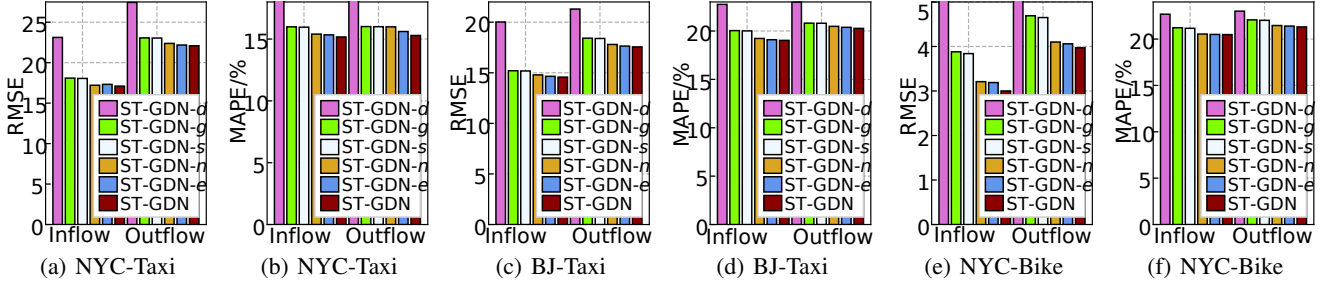 RMSE
25
20
15
10
5
0
ST-GDN-d
ST-GDN-g
ST-GDN-s
ST-GDN-n
ST-GDN-e
ST-GDN
Inflow Outflow
(a) NYC-Taxi
MAPE/%
15
10
5
0
ST-GDN-d
ST-GDN-g
ST-GDN-s
ST-GDN-n
ST-GDN-e
ST-GDN
Inflow Outflow
(b) NYC-Taxi
RMSE
20
15
10
5
0
ST-GDN-d
ST-GDN-g
ST-GDN-s
ST-GDN-n
ST-GDN-e
ST-GDN
Inflow Outflow
(c) BJ-Taxi
MAPE/%
20
15
10
5
0
ST-GDN-d
ST-GDN-g
ST-GDN-s
ST-GDN-n
ST-GDN-e
ST-GDN
Inflow Outflow
(d) BJ-Taxi
RMSE
5
4
3
2
1
0
ST-GDN-d
ST-GDN-g
ST-GDN-s
ST-GDN-n
ST-GDN-e
ST-GDN
Inflow Outflow
(e) NYC-Bike
MAPE/%
20
15
10
5
0
ST-GDN-d
ST-GDN-g
ST-GDN-s
ST-GDN-n
ST-GDN-e
ST-GDN
Inflow Outflow
(f) NYC-Bike